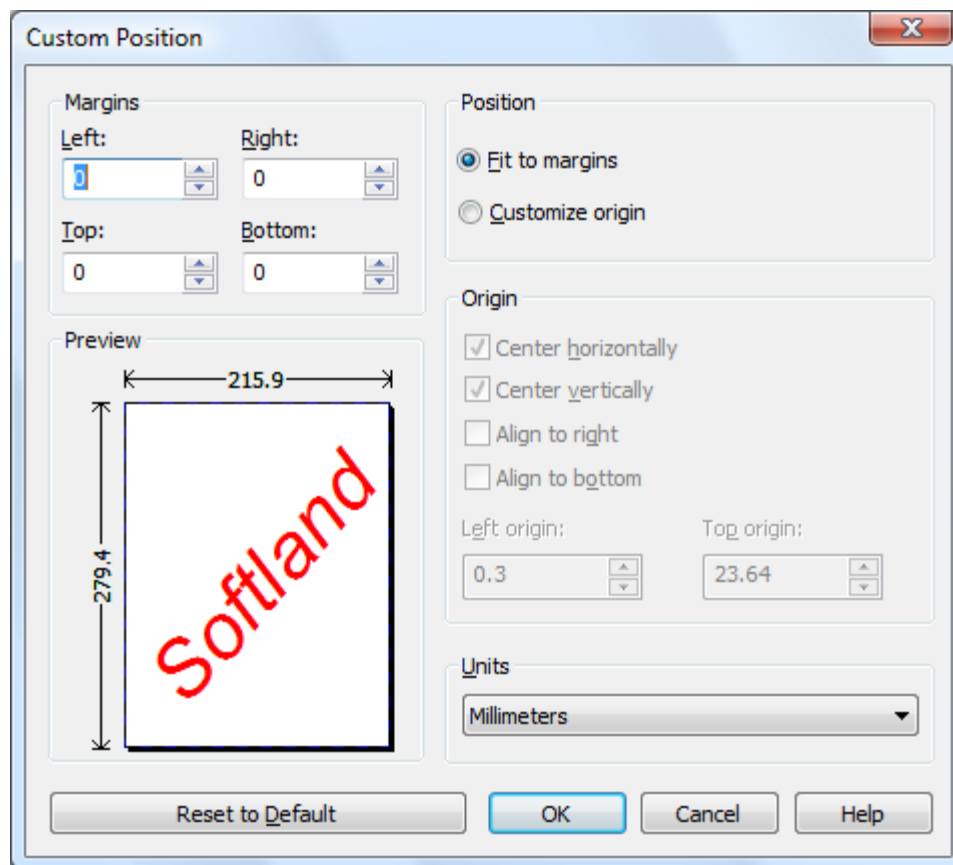 Custom Position
Margins
Left: Right:
0 0
Top: Bottom:
0 0
Preview
215.9
279.4
Softland
Position
Fit to margins
Customize origin
Origin
Center horizontally
Center vertically
Align to right
Align to bottom
Left origin: Top origin:
0.3 23.64
Units
Millimeters
Reset to Default OK Cancel Help